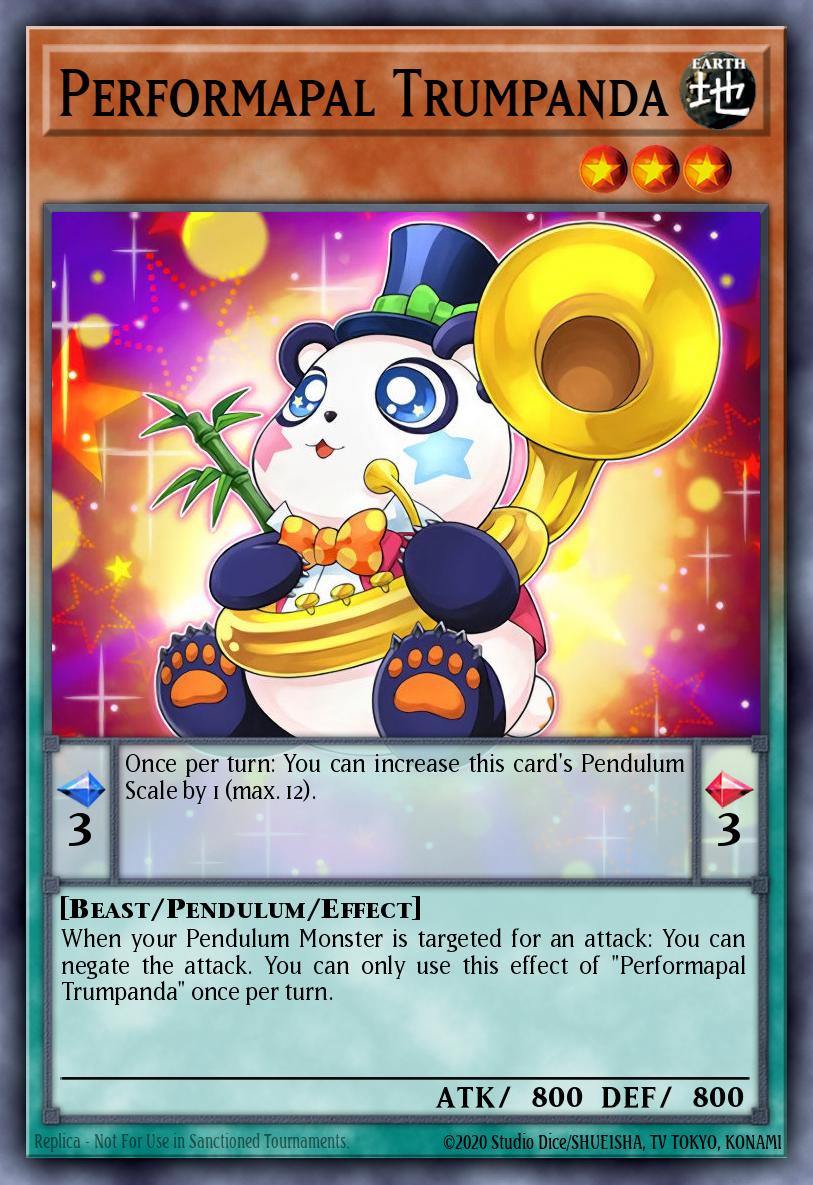 Performapal Trumpanda
EARTH
地
Once per turn: You can increase this card's Pendulum
Scale by 1 (max. 12).
3
3
[Beast/Pendulum/Effect]
When your Pendulum Monster is targeted for an attack: You can
negate the attack. You can only use this effect of "Performapal
Trumpanda" once per turn.
ATK/ 800 DEF/ 800
Replica - Not For Use in Sanctioned Tournaments.
©2020 Studio Dice/SHUEISHA, TV TOKYO, KONAMI